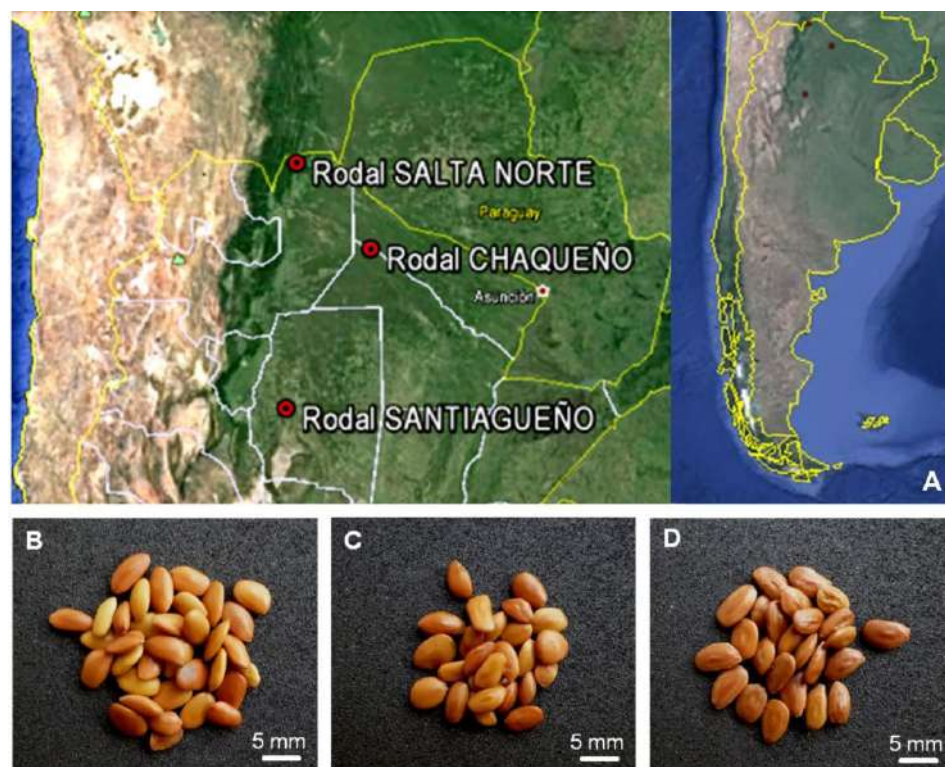 Rodal SALTA NORTE
Paraguay
Rodal CHAQUEÑO
Asunción
Rodal SANTIAGUEÑO
A
B
C
D
5 mm
5 mm
5 mm